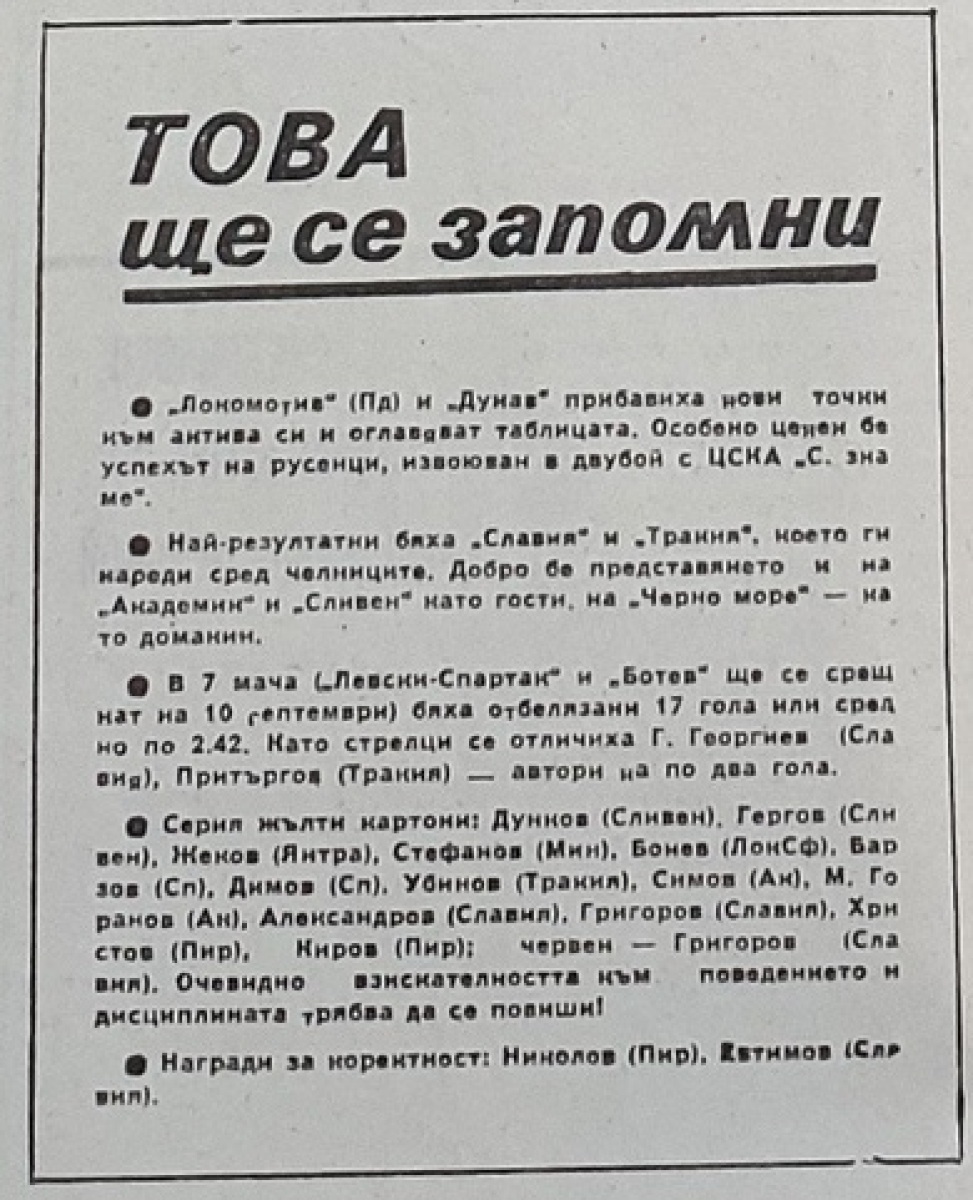 ТОВА
ще се запомни
● „Локомотив“ (Пд) и „Дунав“ прибавиха нови точки
към актива си и оглавяват таблицата. Особено ценен бе
успехът на русенци, извоюван в двубой с ЦСКА „С. зна
ме“.
● Най-резултатни бяха „Славия“ и „Тракия“, което ги
нареди сред челниците. Добро бе представянето и на
„Академик“ и „Сливен“ като гости, на „Черно море“ — ка
то домакин.
● В 7 мача („Левски-Спартак“ и „Ботев“ ще се срещ
нат на 10 септември) бяха отбелязани 17 гола или сред
но по 2.42. Като стрелци се отличиха Г. Георгиев (Сла
вия), Притъргов (Тракия) — автори на по два гола.
● Серия жълти картони: Дунков (Сливен), Гергов (Сли
вен), Жеков (Янтра), Стефанов (Мин), Бонев (ЛокСф), Вар
зов (Сп), Димов (Сп), Убинов (Тракия), Симов (Ак), М. Го
ранов (Ак), Александров (Славия), Григоров (Славия), Хри
стов (Пир), Киров (Пир); червен — Григоров (Сла
вия). Очевидно взискателността към поведението и
дисциплината трябва да се повиши!
● Награди за коректност: Николов (Пир), Евтимов (Сла
вия).